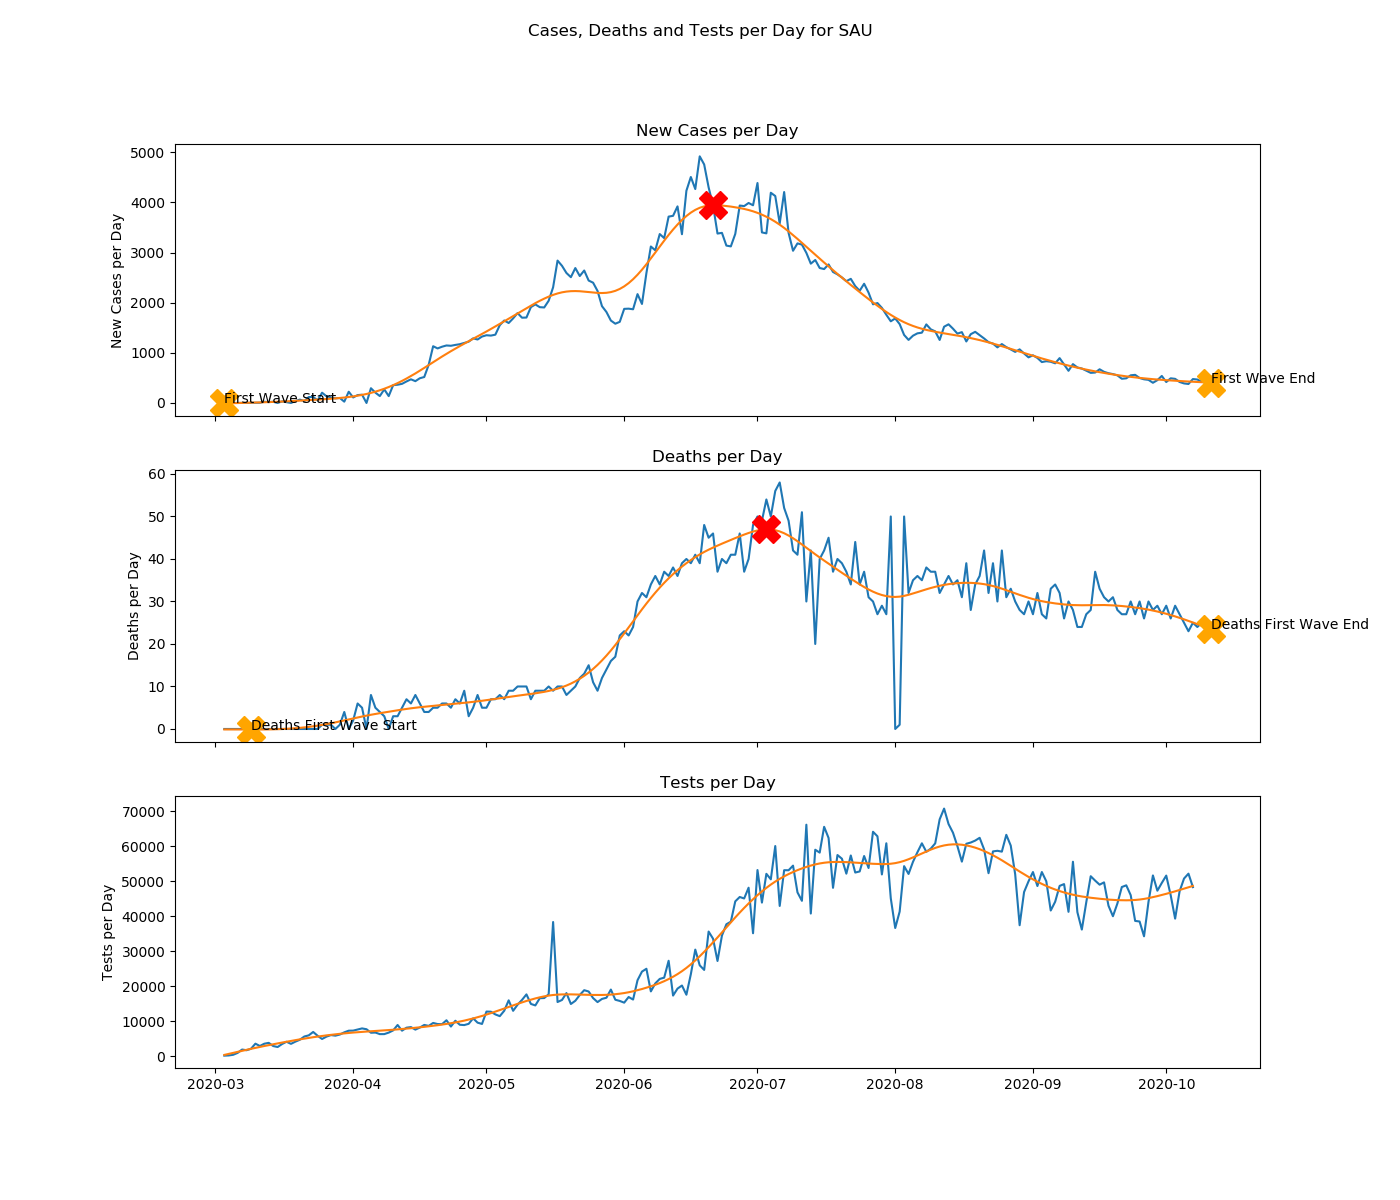 Cases, Deaths and Tests per Day for SAU
New Cases per Day
New Cases per Day
5000
4000
3000
2000
1000
0
First Wave Start
First Wave End
Deaths per Day
Deaths per Day
60
50
40
30
20
10
0
Deaths First Wave Start
Deaths First Wave End
Tests per Day
Tests per Day
70000
60000
50000
40000
30000
20000
10000
0
2020-03 2020-04 2020-05 2020-06 2020-07 2020-08 2020-09 2020-10